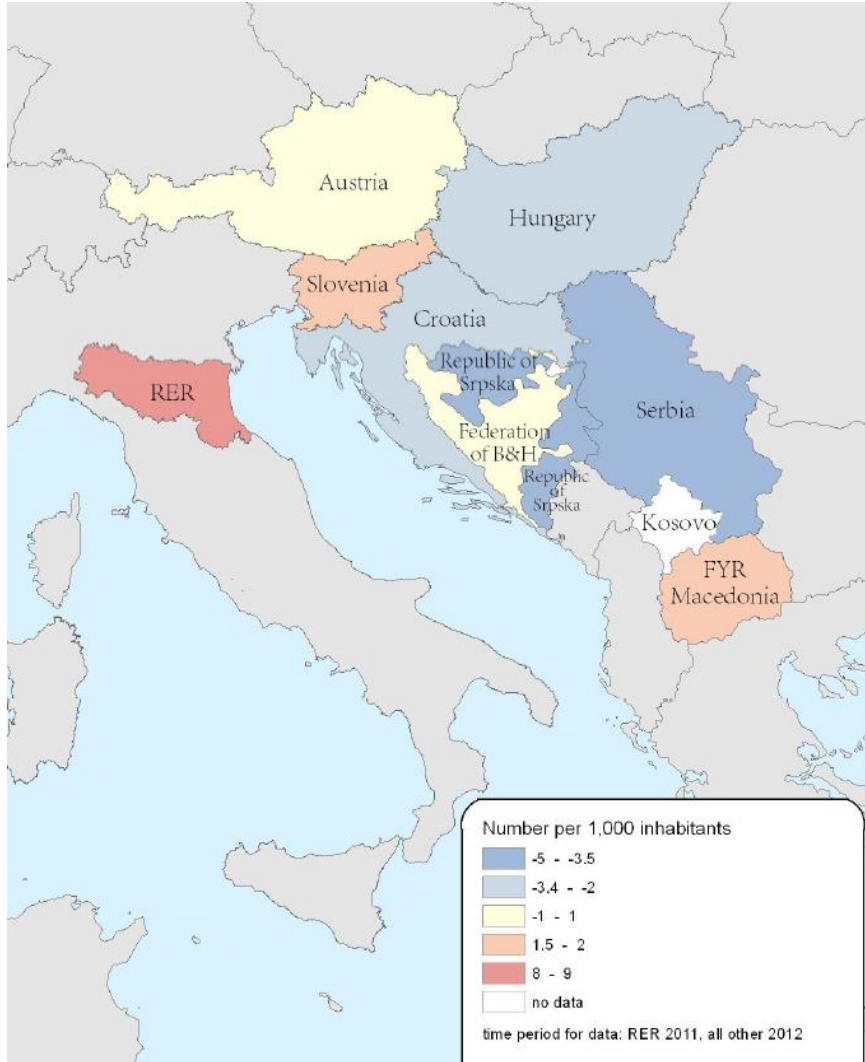 Austria
Hungary
Slovenia
Croatia
RER
Republic of
Srpska
Serbia
Federation
of B&H
Republic
of
Srpska
Kosovo
FYR
Macedonia
Number per 1,000 inhabitants
-5 - -3.5
-3.4 - -2
-1 - 1
1.5 - 2
8 - 9
no data
time period for data: RER 2011, all other 2012